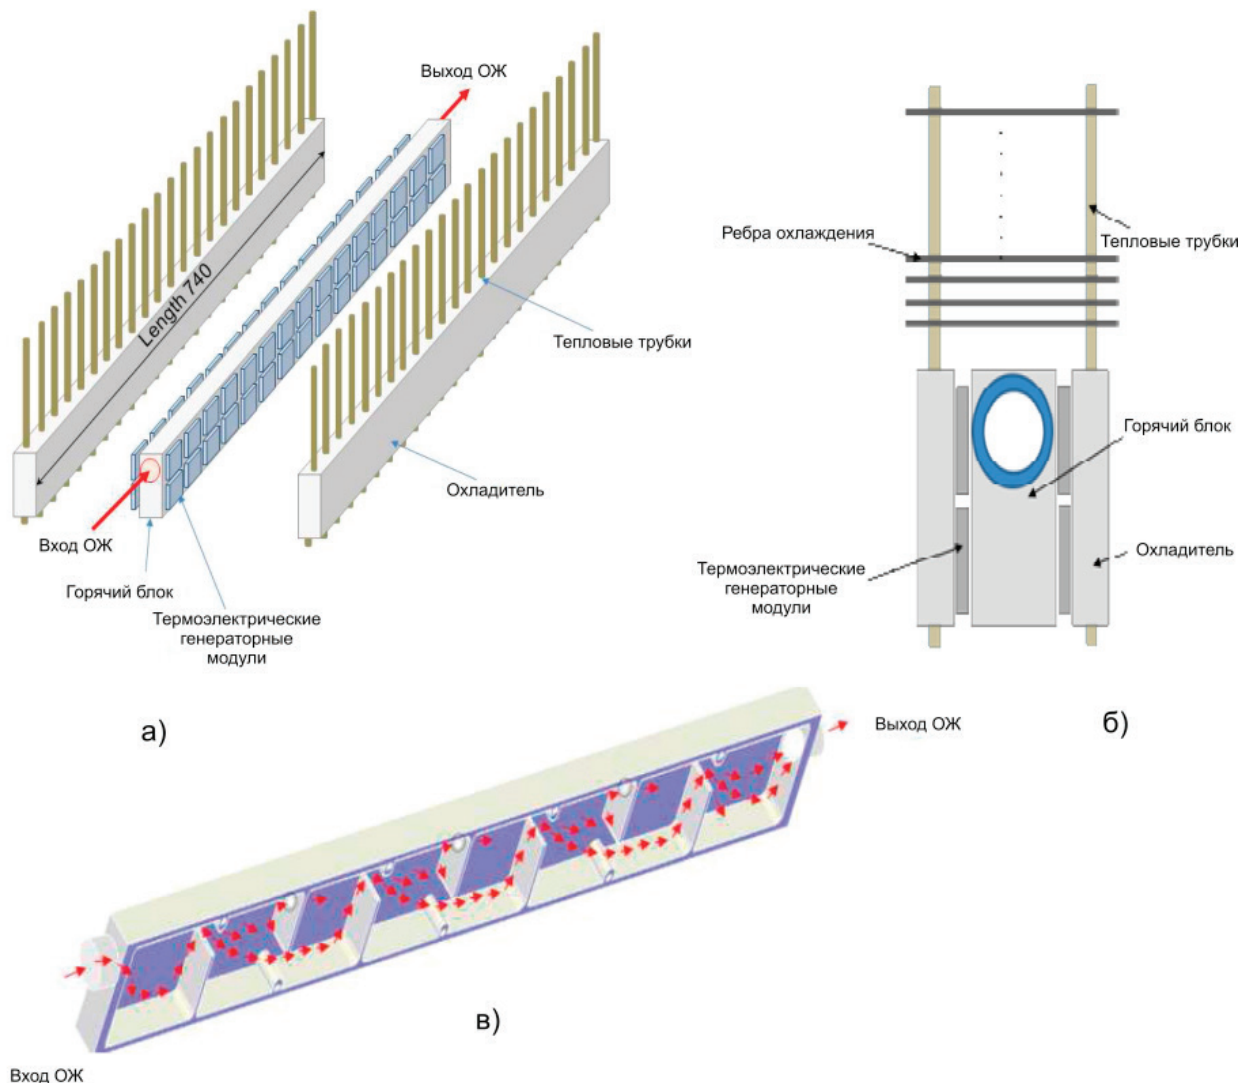 Выход ОЖ
Length 740
Тепловые трубки
Охладитель
Вход ОЖ
Горячий блок
Термоэлектрические
генераторные
модули
а)
Ребра охлаждения
Тепловые трубки
Горячий блок
Охладитель
Термоэлектрические
генераторные
модули
б)
Выход ОЖ
в)
Вход ОЖ